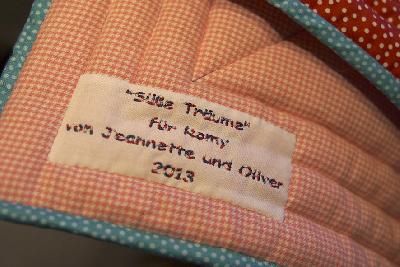 "Süße Träume"
für Romy
von Jeannette und Oliver
2013